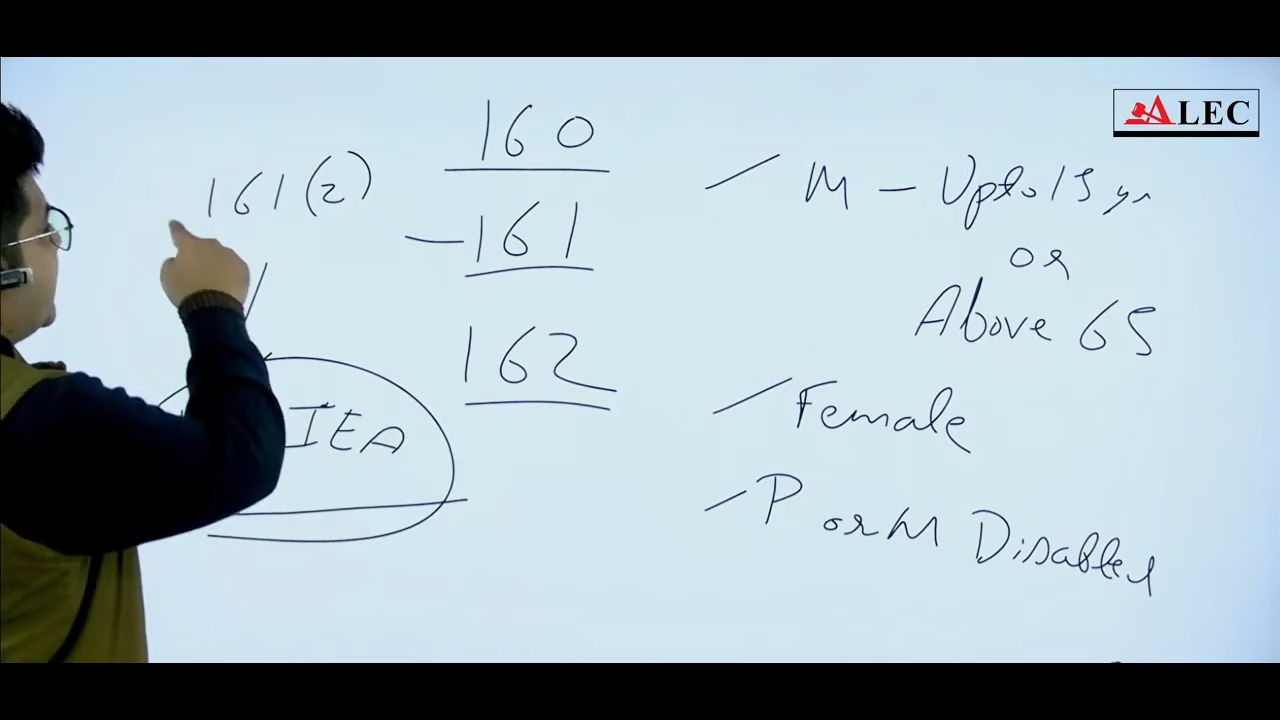 ALEC
160
161(2)
– 161
162
IEA
M – Upto 15 yr
or
Above 65
Female
P or M Disabled